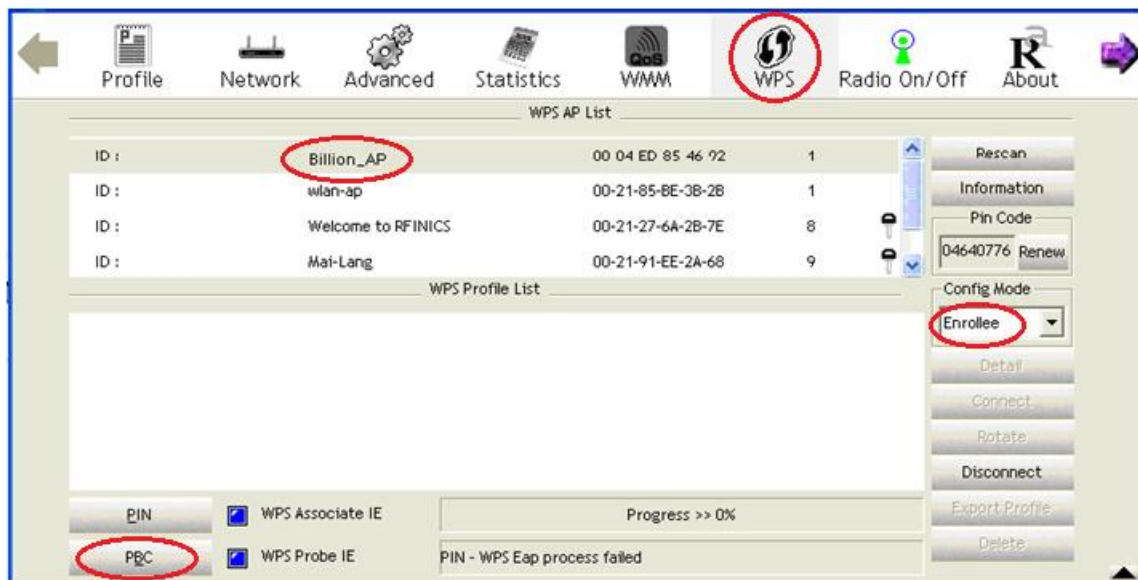 Profile Network Advanced Statistics QoS WMM WPS Radio On/Off Ra About
WPS AP List
ID : Billion_AP 00 04 ED 85 46 92 1 Rescan
ID : wlan-ap 00-21-85-BE-3B-2B 1 Information
ID : Welcome to RFINICS 00-21-27-6A-2B-7E 8 Pin Code
04640776 Renew
ID : Mai-Lang 00-21-91-EE-2A-68 9
WPS Profile List Config Mode
Enrollee
Detail
Connect
Rotate
Disconnect
PIN WPS Associate IE Progress >> 0% Export Profile
PBC WPS Probe IE PIN - WPS Eap process failed Delete